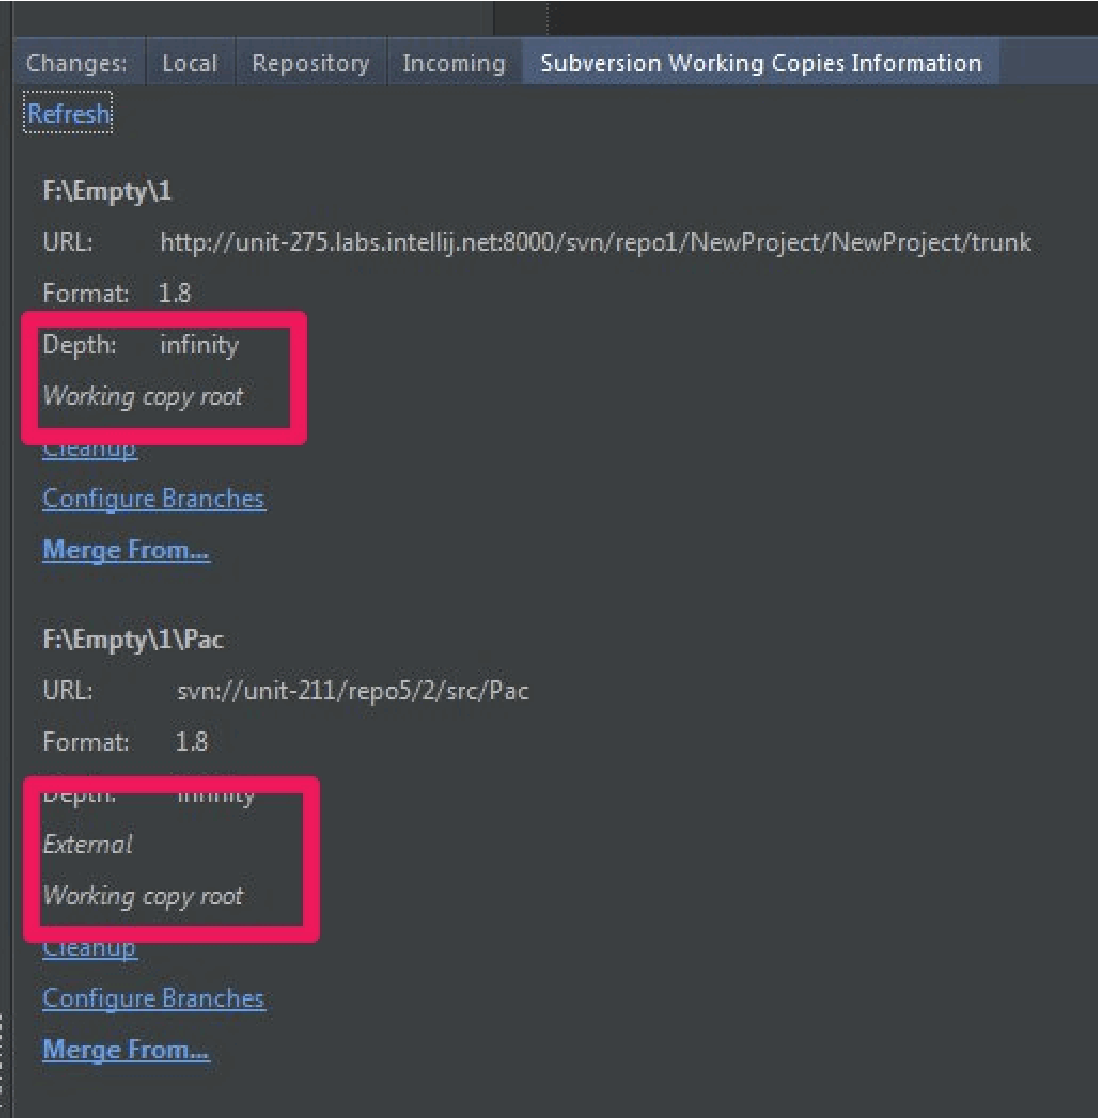 Changes: Local Repository Incoming Subversion Working Copies Information
Refresh
F:\Empty\1
URL: http://unit-275.labs.intellij.net:8000/svn/repo1/NewProject/NewProject/trunk
Format: 1.8
Depth: infinity
Working copy root
Cleanup
Configure Branches
Merge From...
F:\Empty\1\Pac
URL: svn://unit-211/repo5/2/src/Pac
Format: 1.8
Depth: infinity
External
Working copy root
Cleanup
Configure Branches
Merge From...